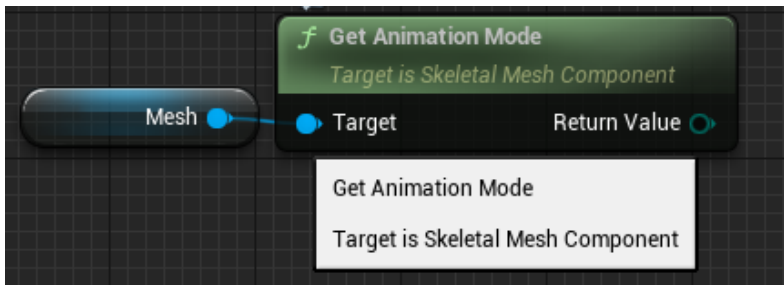 f Get Animation Mode
Target is Skeletal Mesh Component
Mesh
Target Return Value
Get Animation Mode
Target is Skeletal Mesh Component